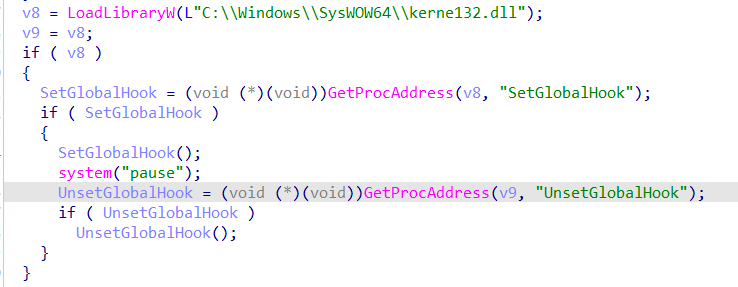 v8 = LoadLibraryW(L"C:\\Windows\\SysWOW64\\kerne132.dll");
v9 = v8;
if ( v8 )
{
SetGlobalHook = (void (*)(void))GetProcAddress(v8, "SetGlobalHook");
if ( SetGlobalHook )
{
SetGlobalHook();
system("pause");
UnsetGlobalHook = (void (*)(void))GetProcAddress(v9, "UnsetGlobalHook");
if ( UnsetGlobalHook )
UnsetGlobalHook();
}
}